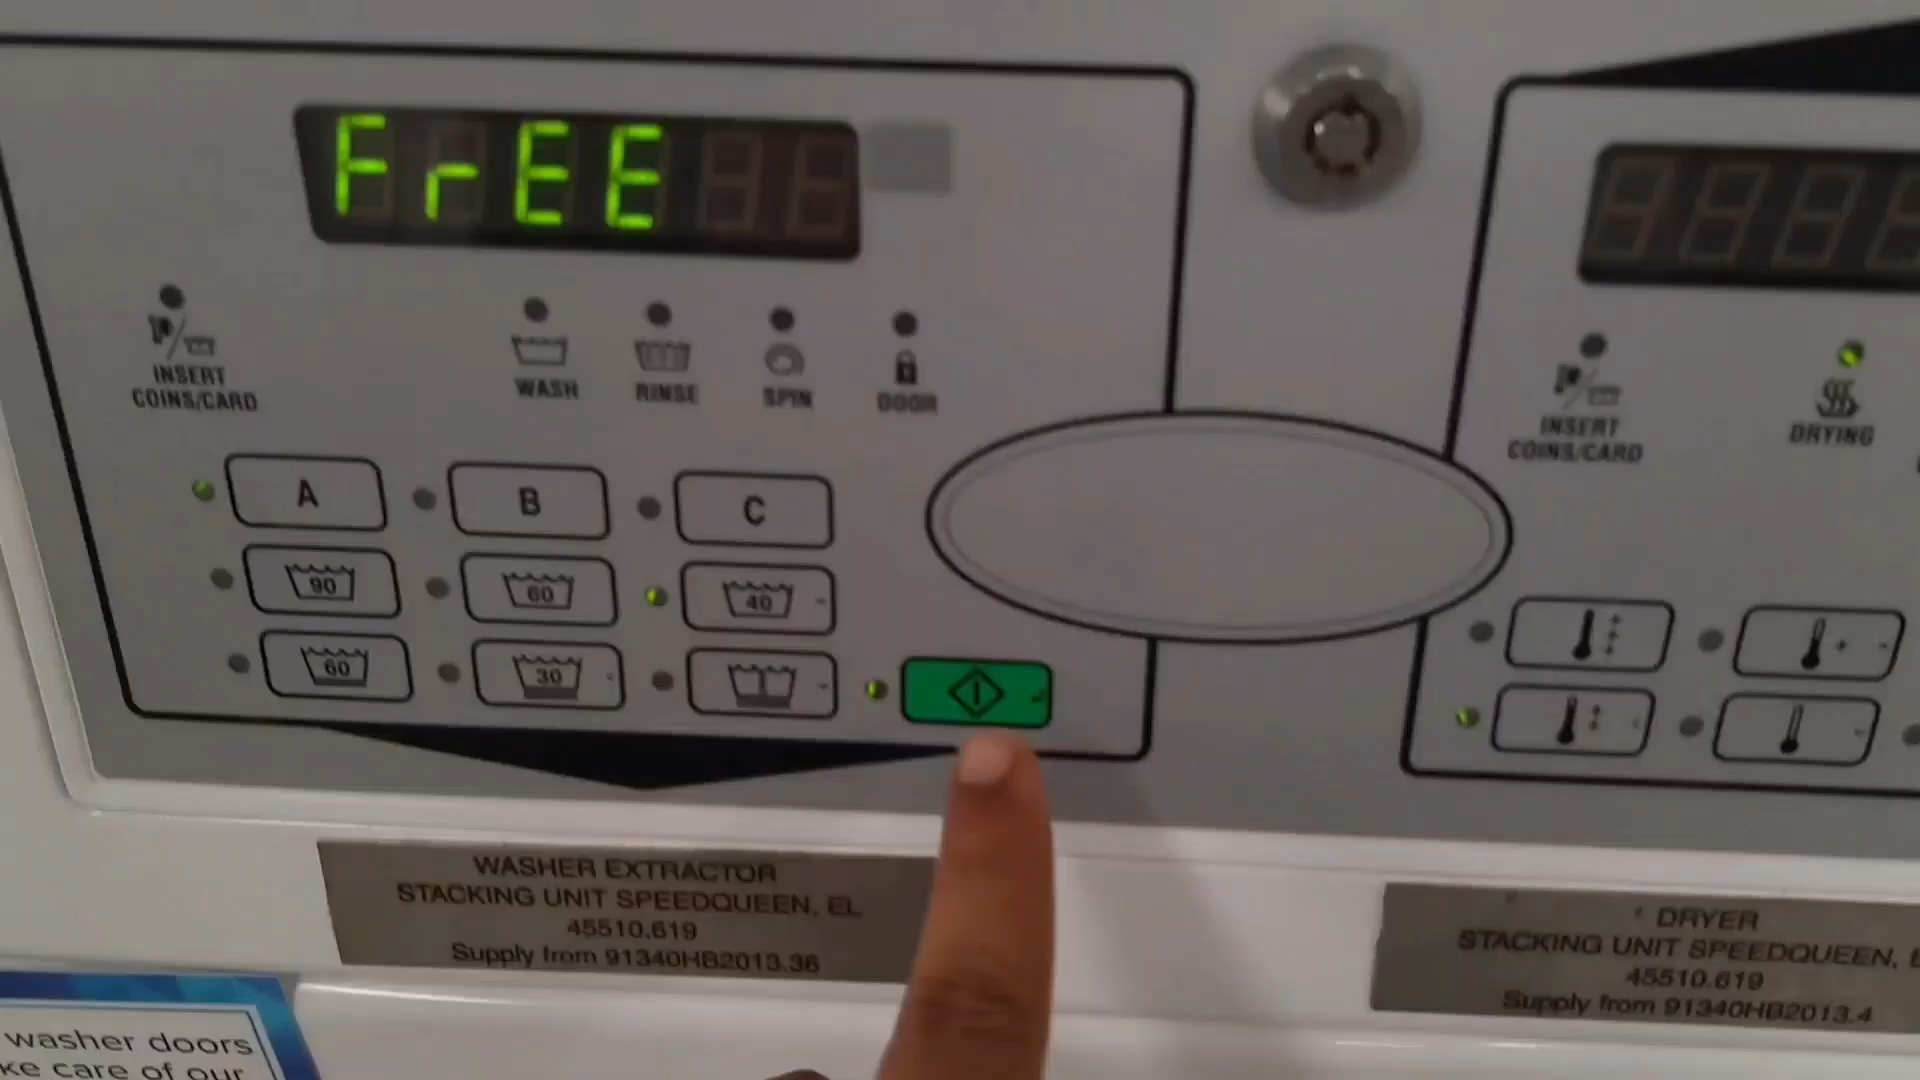 FrEE
INSERT
COINS/CARD
WASH
RINSE
SPIN
DOOR
A
B
C
90
60
40
60
30
INSERT
COINS/CARD
DRYING
WASHER EXTRACTOR
STACKING UNIT SPEEDQUEEN, EL
45510.619
Supply from 91340HB2013.36
DRYER
STACKING UNIT SPEEDQUEEN,
45510.619
Supply from 91340HB2013.4
washer doors
ke care of our